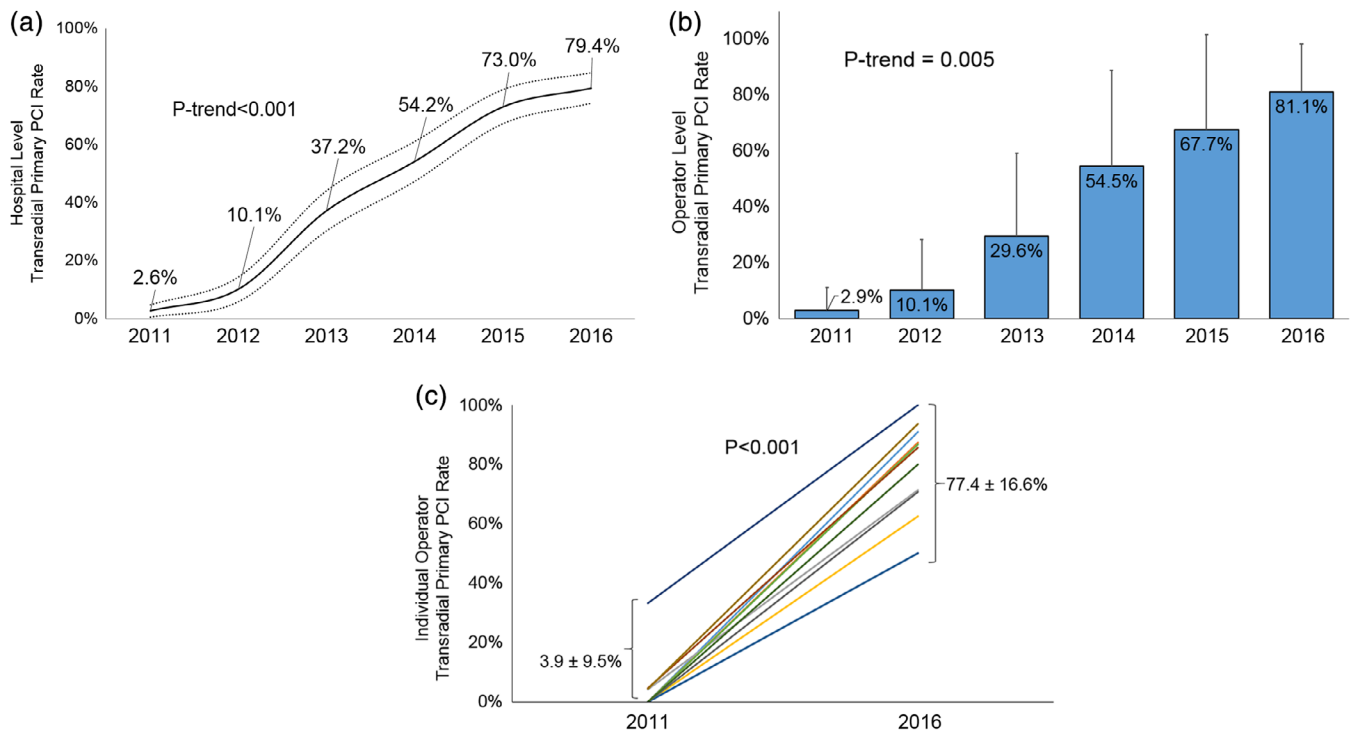 (a)
Hospital Level
Transradial Primary PCI Rate
100%
80%
60%
40%
20%
0%
P-trend<0.001
2.6%
10.1%
37.2%
54.2%
73.0%
79.4%
2011 2012 2013 2014 2015 2016
(b)
Operator Level
Transradial Primary PCI Rate
100%
80%
60%
40%
20%
0%
P-trend = 0.005
2.9%
10.1%
29.6%
54.5%
67.7%
81.1%
2011 2012 2013 2014 2015 2016
(c)
Individual Operator
Transradial Primary PCI Rate
100%
80%
60%
40%
20%
0%
P<0.001
3.9 ± 9.5%
77.4 ± 16.6%
2011 2016